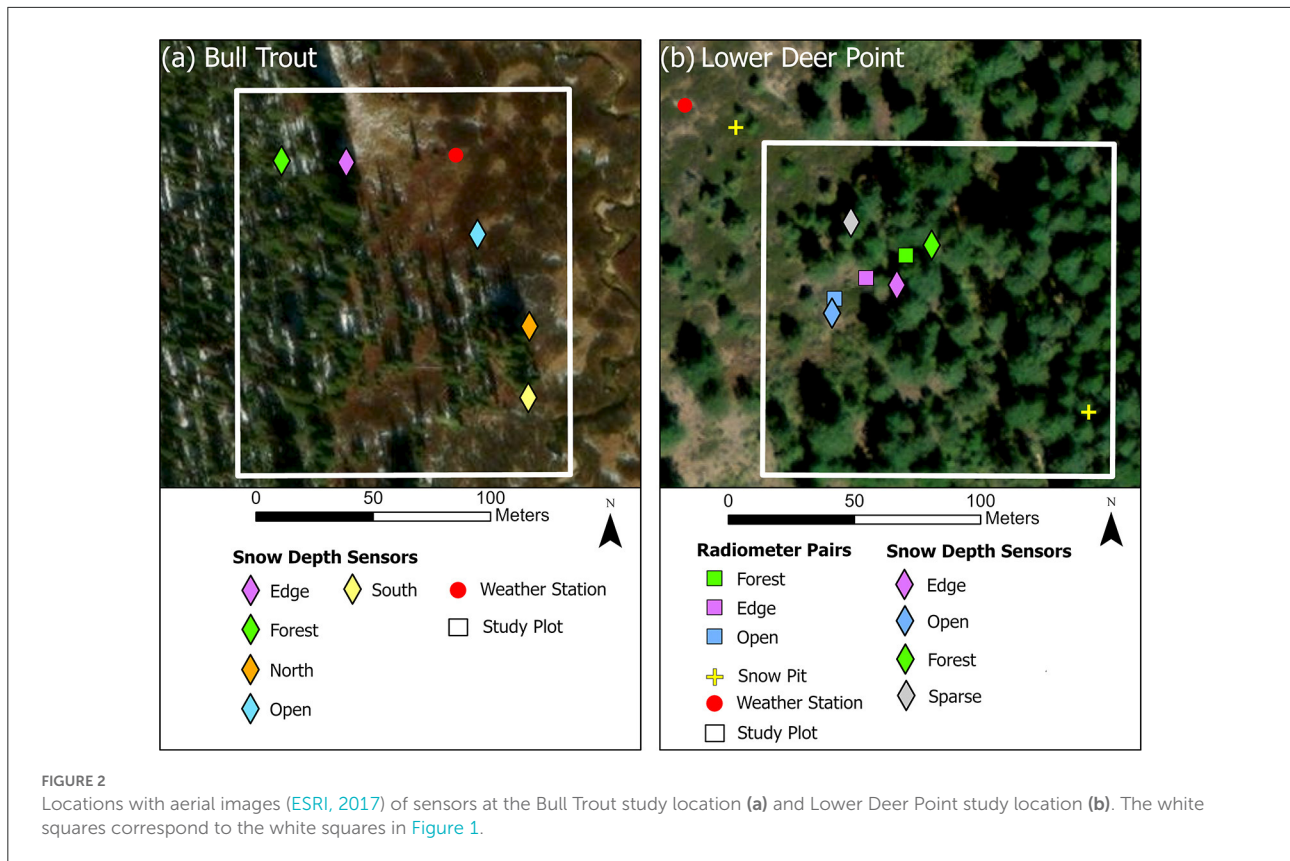 (a) Bull Trout
(b) Lower Deer Point
0 50 100
Meters
N
Snow Depth Sensors
Edge
South
Weather Station
Forest
Study Plot
North
Open
0 50 100
Meters
N
Radiometer Pairs
Forest
Edge
Open
Snow Pit
Weather Station
Study Plot
Snow Depth Sensors
Edge
Open
Forest
Sparse
FIGURE 2
Locations with aerial images (ESRI, 2017) of sensors at the Bull Trout study location (a) and Lower Deer Point study location (b). The white
squares correspond to the white squares in Figure 1.